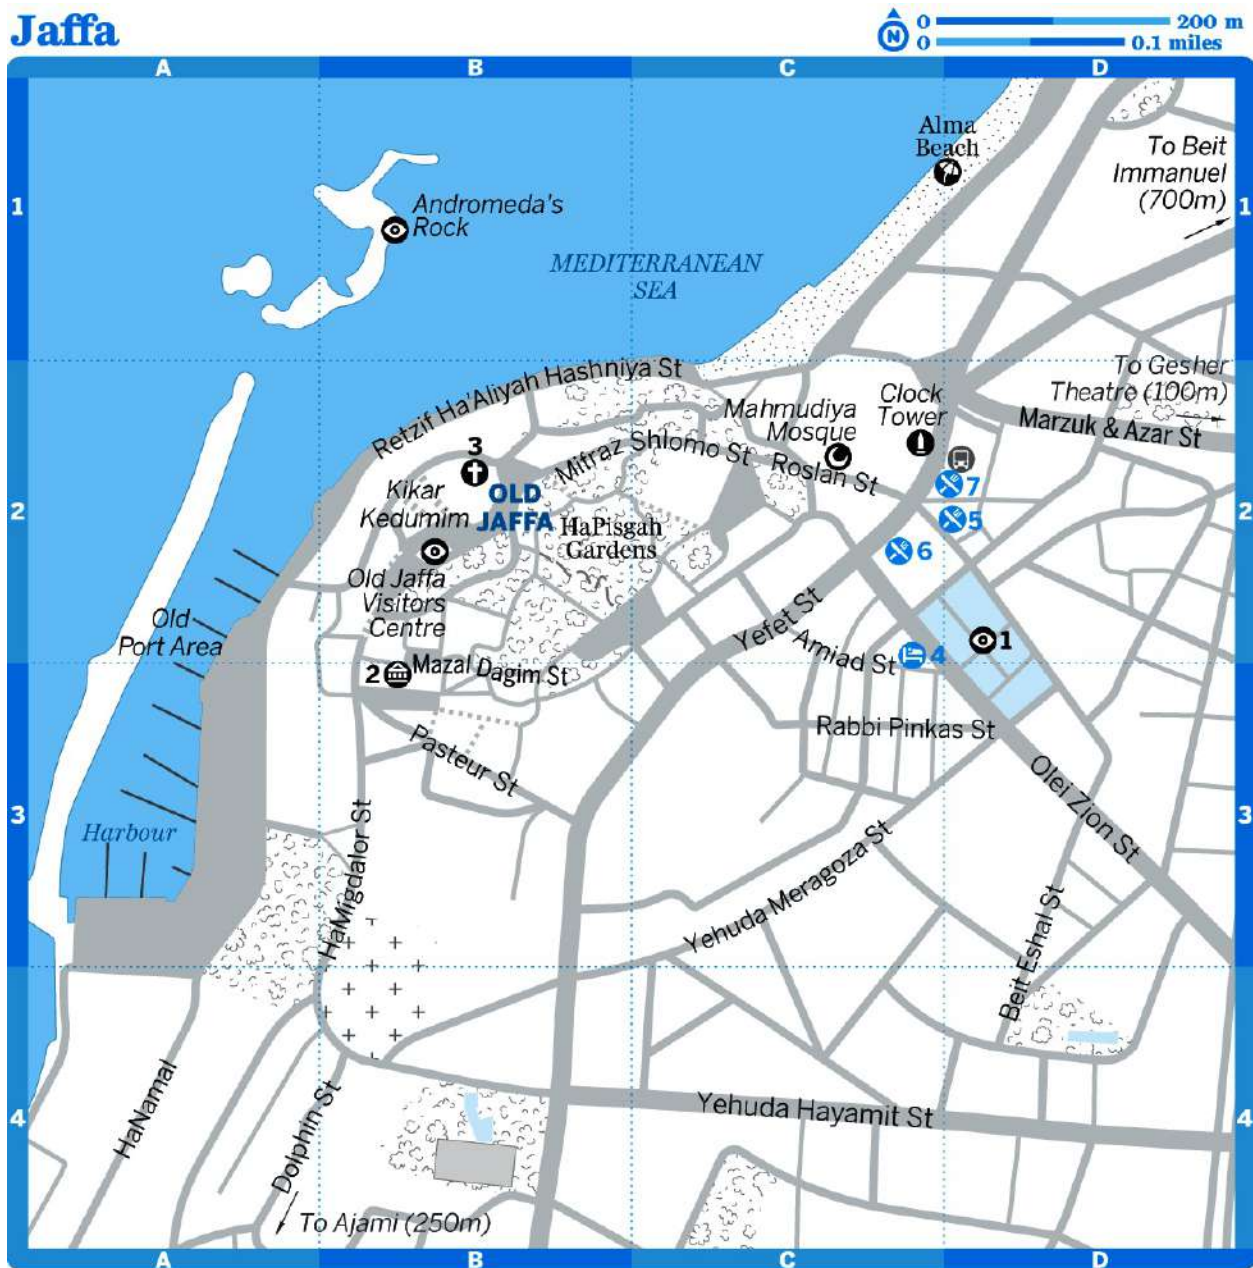 Jaffa
N
0
200 m
0
0.1 miles
A
B
C
D
1
1
Alma
Beach
To Beit
Immanuel
(700m)
Andromeda's
Rock
MEDITERRANEAN
SEA
To Gesher
Theatre (100m)
Retzif Ha'Aliyah Hashniya St
Clock
Tower
Mahmudiya
Mosque
Marzuk & Azar St
Mifraz Shlomo St
Roslan St
3
Kikar
Kedumim
OLD
JAFFA
7
2
2
5
HaPisgah
Gardens
6
Old Jaffa
Visitors
Centre
Old
Port Area
Yefet St
Amiad St
4
1
2
Mazal Dagim St
Rabbi Pinkas St
Pasteur St
Olei Zion St
3
3
Harbour
HaMigdalor St
Yehuda Meragoza St
Beit Eshal St
HaNamal
Dolphin St
Yehuda Hayamit St
4
4
To Ajami (250m)
A
B
C
D